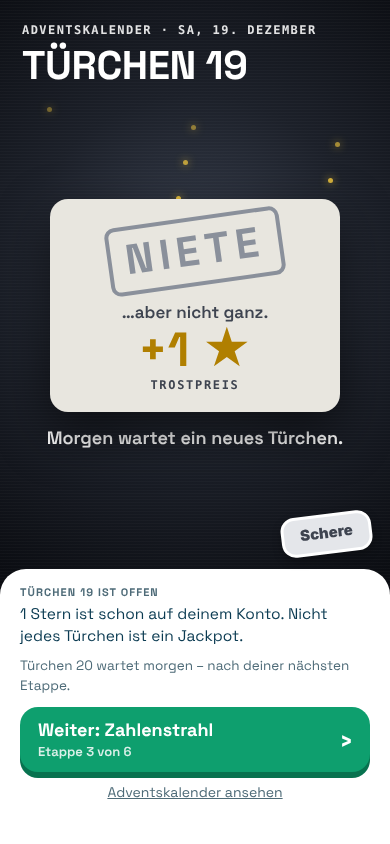 ADVENTSKALENDER · SA, 19. DEZEMBER
TÜRCHEN 19
NIETE
…aber nicht ganz.
+1 ★
TROSTPREIS
Morgen wartet ein neues Türchen.
Schere
TÜRCHEN 19 IST OFFEN
1 Stern ist schon auf deinem Konto. Nicht
jedes Türchen ist ein Jackpot.
Türchen 20 wartet morgen – nach deiner nächsten
Etappe.
Weiter: Zahlenstrahl
Etappe 3 von 6
>
Adventskalender ansehen